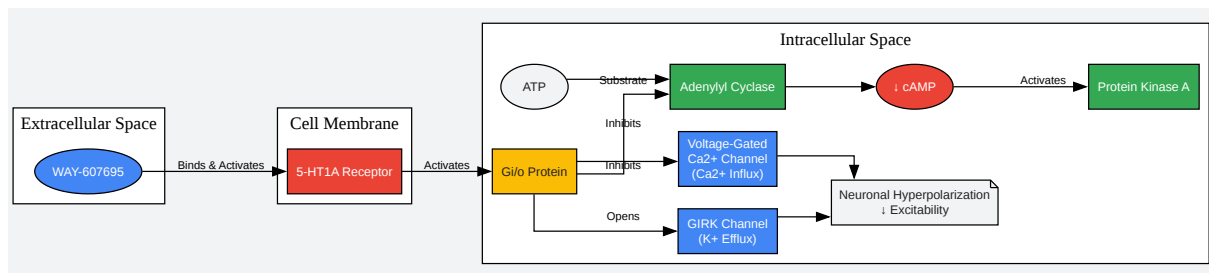 Intracellular Space
ATP
Substrate
Adenylyl Cyclase
↓ cAMP
Activates
Protein Kinase A
Extracellular Space
Cell Membrane
Inhibits
Voltage-Gated
Ca2+ Channel
(Ca2+ Influx)
WAY-607695
Binds & Activates
5-HT1A Receptor
Activates
Gi/o Protein
Inhibits
Neuronal Hyperpolarization
↓ Excitability
Opens
GIRK Channel
(K+ Efflux)